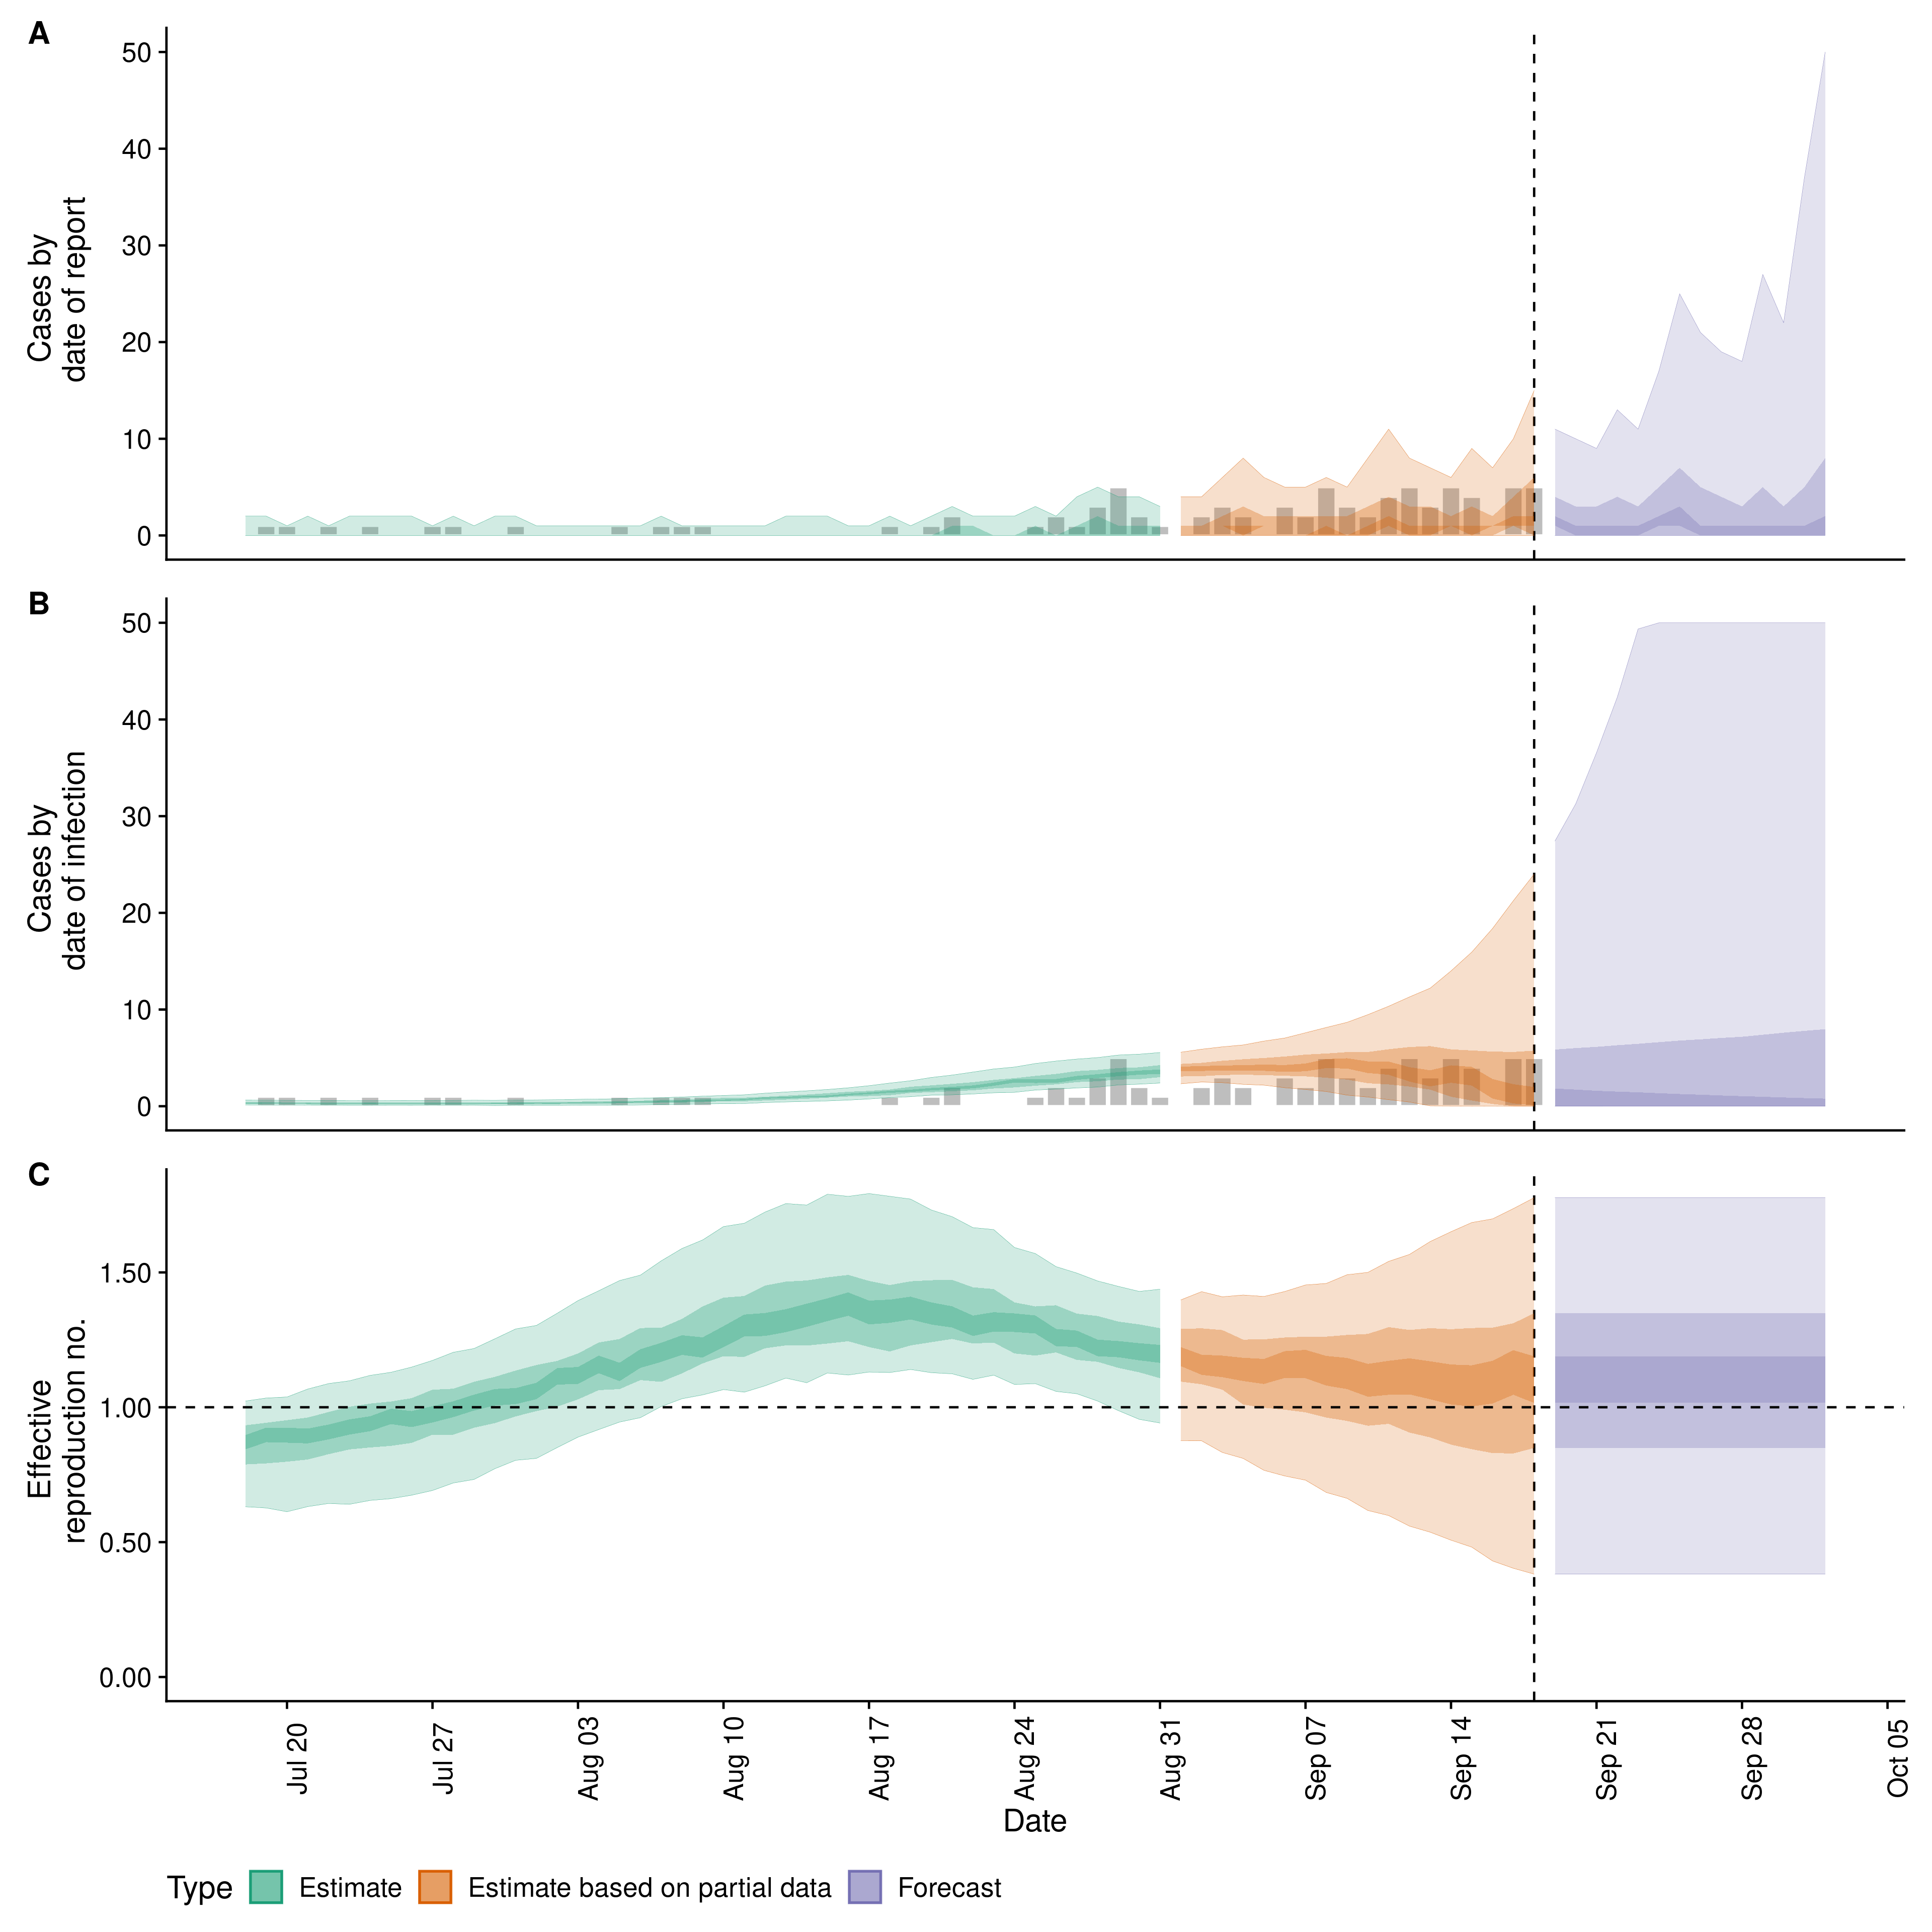 A
Cases by
date of report
50
40
30
20
10
0
B
Cases by
date of infection
50
40
30
20
10
0
C
Effective
reproduction no.
1.50
1.00
0.50
0.00
Jul 20
Jul 27
Aug 03
Aug 10
Aug 17
Aug 24
Aug 31
Sep 07
Sep 14
Sep 21
Sep 28
Oct 05
Date
Type Estimate Estimate based on partial data Forecast